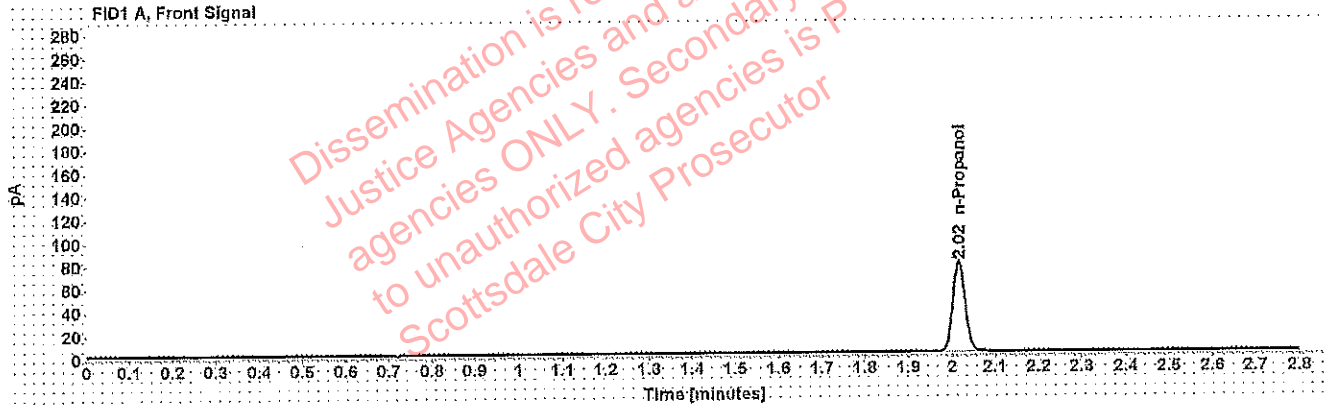 FID1 A, Front Signal
280
260
240
220
200
180
160
140
120
100
80
60
40
20
0
pA
2.02 n-Propanol
0 0.1 0.2 0.3 0.4 0.5 0.6 0.7 0.8 0.9 1 1.1 1.2 1.3 1.4 1.5 1.6 1.7 1.8 1.9 2 2.1 2.2 2.3 2.4 2.5 2.6 2.7 2.8
Time [minutes]
Dissemination is
Justice Agencies and
agencies ONLY. Secondary
to unauthorized agencies is
Scottsdale City Prosecutor